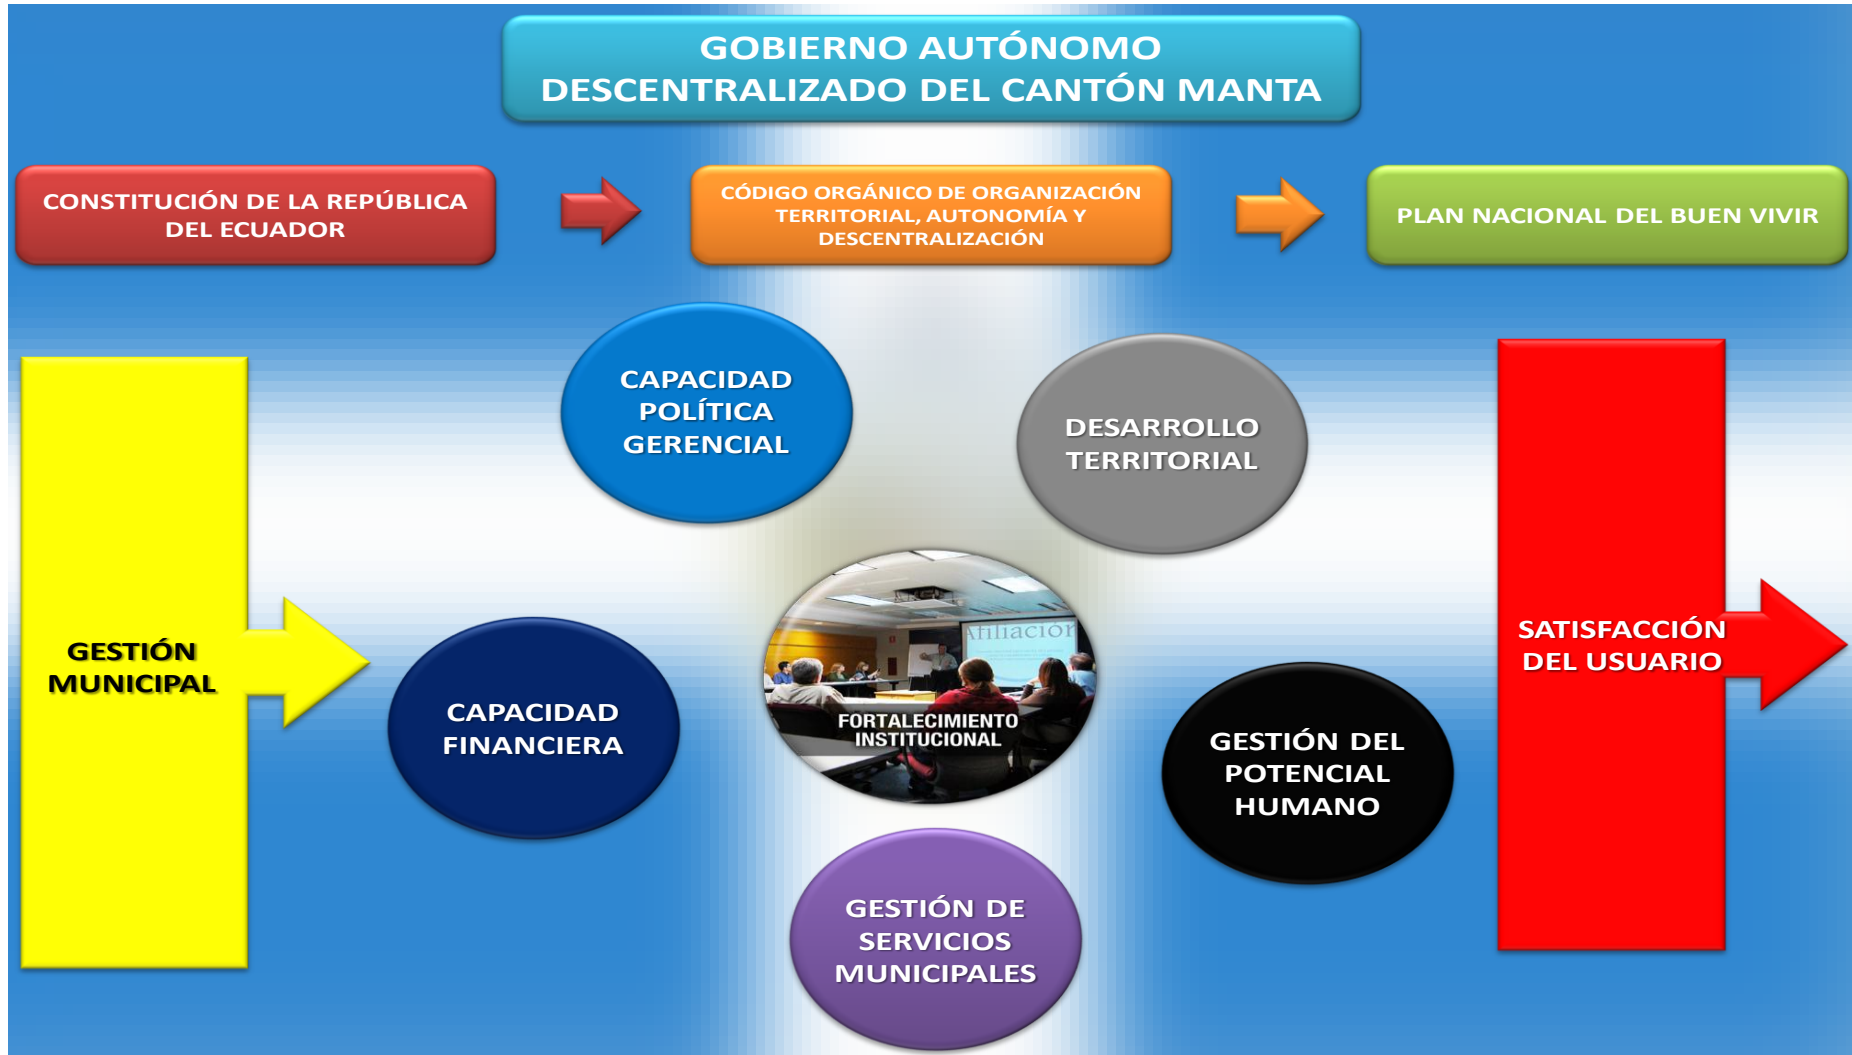 GOBIERNO AUTÓNOMO
DESCENTRALIZADO DEL CANTÓN MANTA
CONSTITUCIÓN DE LA REPÚBLICA
DEL ECUADOR
CÓDIGO ORGÁNICO DE ORGANIZACIÓN
TERRITORIAL, AUTONOMÍA Y
DESCENTRALIZACIÓN
PLAN NACIONAL DEL BUEN VIVIR
CAPACIDAD
POLÍTICA
GERENCIAL
DESARROLLO
TERRITORIAL
GESTIÓN
MUNICIPAL
CAPACIDAD
FINANCIERA
Afiliación
FORTALECIMIENTO
INSTITUCIONAL
GESTIÓN DEL
POTENCIAL
HUMANO
SATISFACCIÓN
DEL USUARIO
GESTIÓN DE
SERVICIOS
MUNICIPALES